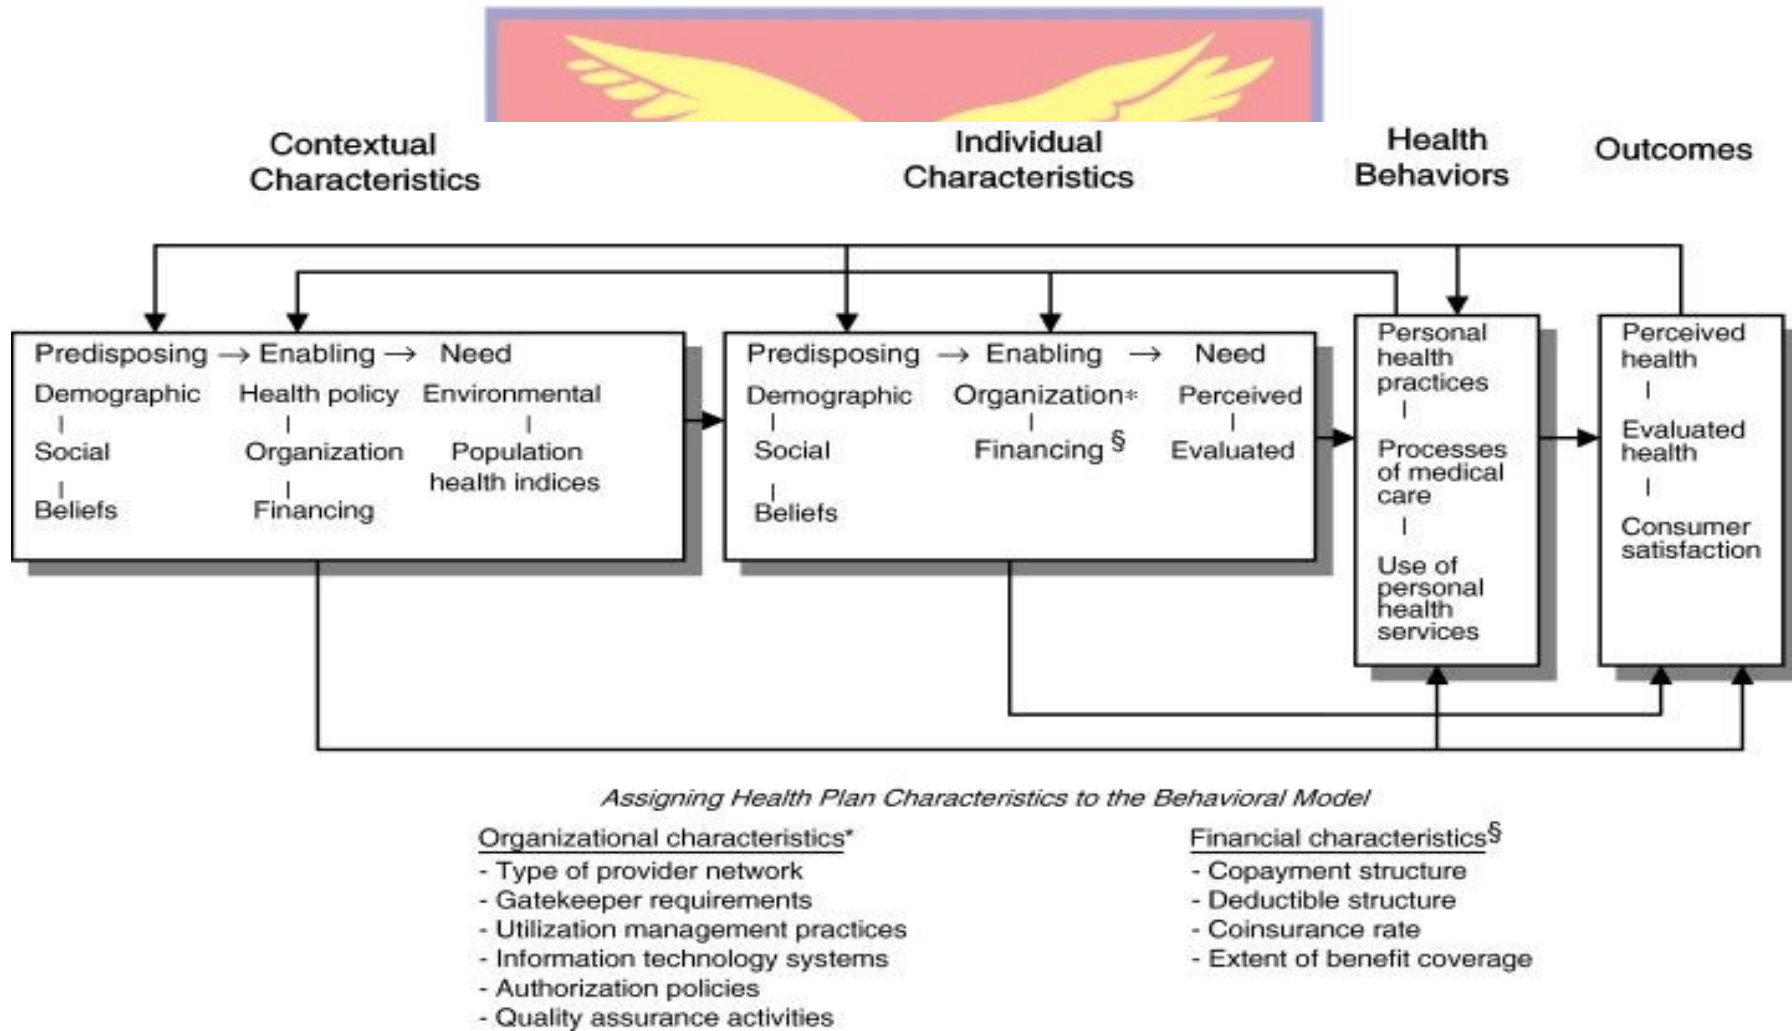 Contextual
Characteristics
Individual
Characteristics
Health
Behaviors
Outcomes
Predisposing → Enabling → Need
Demographic
Social
Beliefs
Health policy
Organization
Financing
Environmental
Population
health indices
Predisposing → Enabling → Need
Demographic
Social
Beliefs
Organization*
Financing §
Perceived
Evaluated
Personal
health
practices
Processes
of medical
care
Use of
personal
health
services
Perceived
health
Evaluated
health
Consumer
satisfaction
Assigning Health Plan Characteristics to the Behavioral Model
Organizational characteristics*
- Type of provider network
- Gatekeeper requirements
- Utilization management practices
- Information technology systems
- Authorization policies
- Quality assurance activities
Financial characteristics§
- Copayment structure
- Deductible structure
- Coinsurance rate
- Extent of benefit coverage